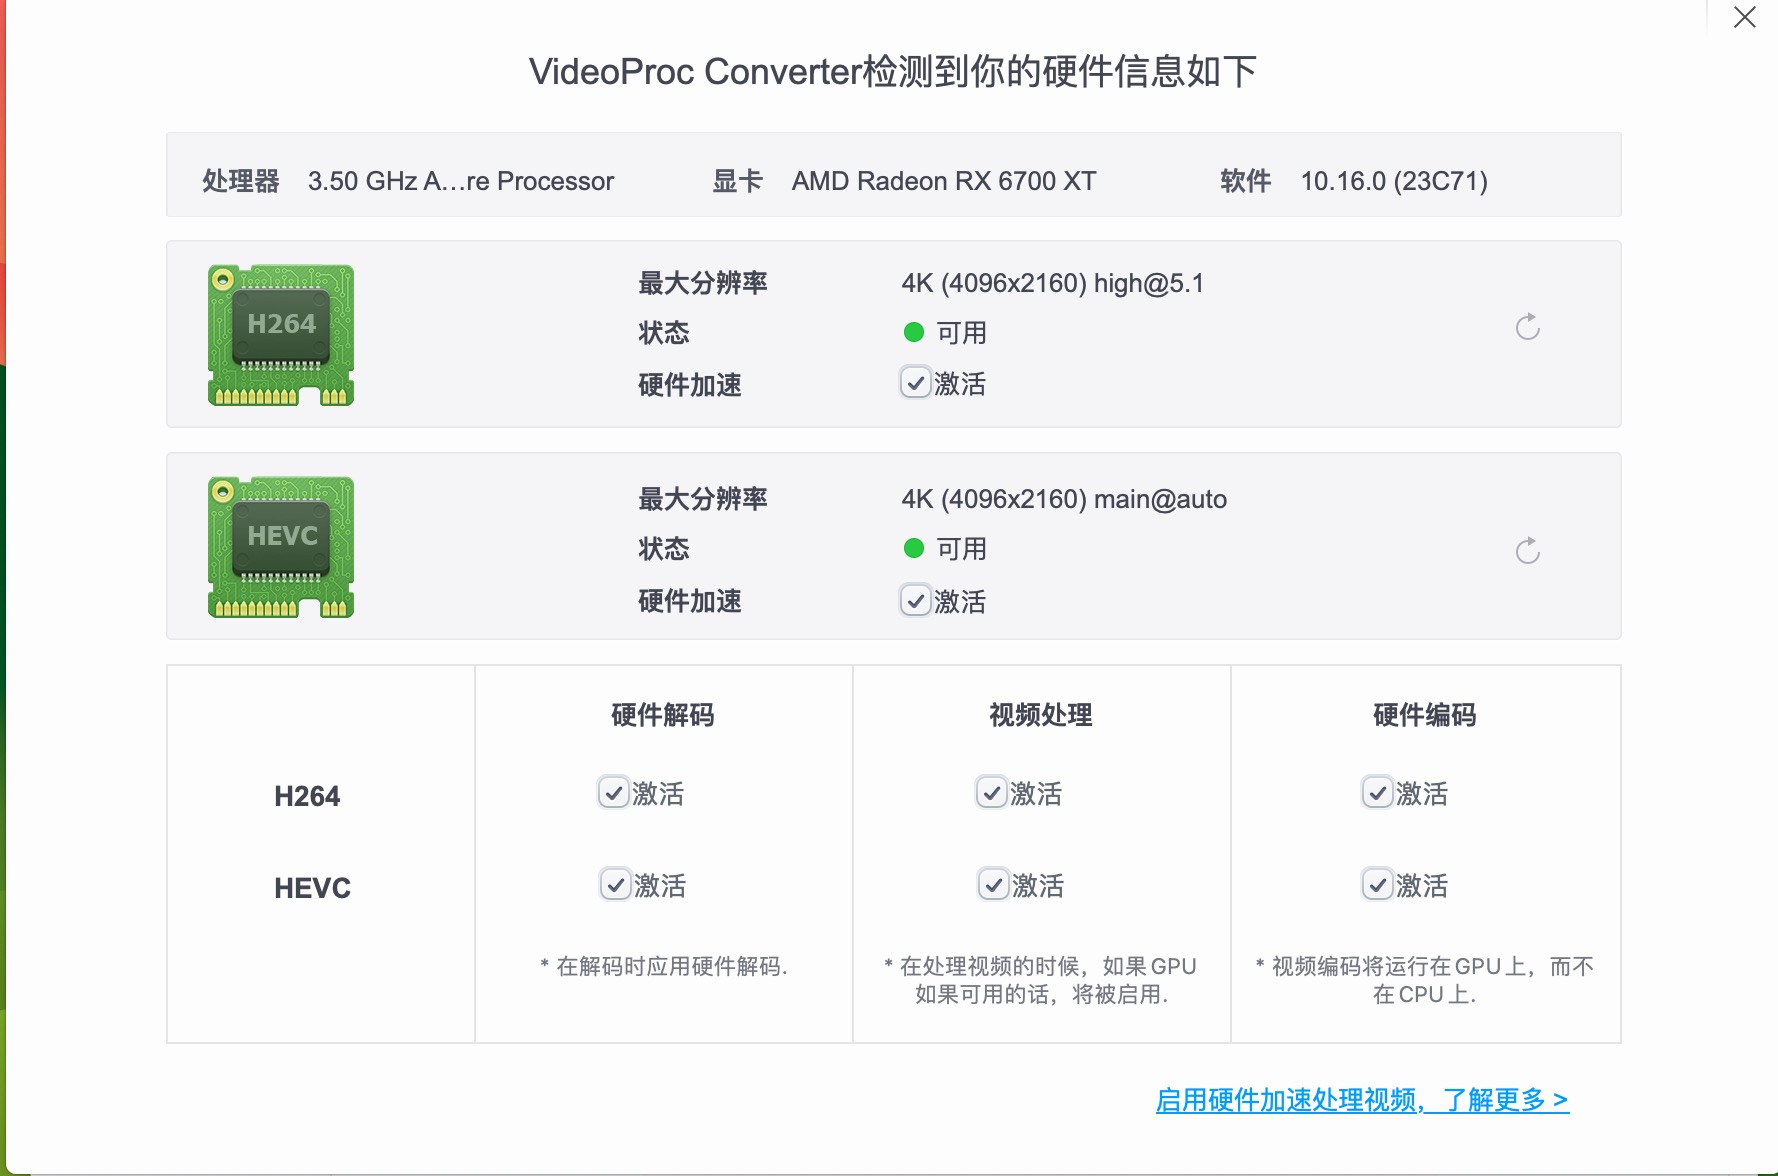 VideoProc Converter检测到你的硬件信息如下
处理器 3.50 GHz A...re Processor 显卡 AMD Radeon RX 6700 XT 软件 10.16.0 (23C71)
H264
最大分辨率 4K (4096x2160) high@5.1
状态 可用
硬件加速 激活
HEVC
最大分辨率 4K (4096x2160) main@auto
状态 可用
硬件加速 激活
硬件解码 视频处理 硬件编码
H264 激活 激活 激活
HEVC 激活 激活 激活
* 在解码时应用硬件解码.
* 在处理视频的时候，如果GPU
如果可用的话，将被启用.
* 视频编码将运行在GPU上，而不
在CPU上.
启用硬件加速处理视频，了解更多 >